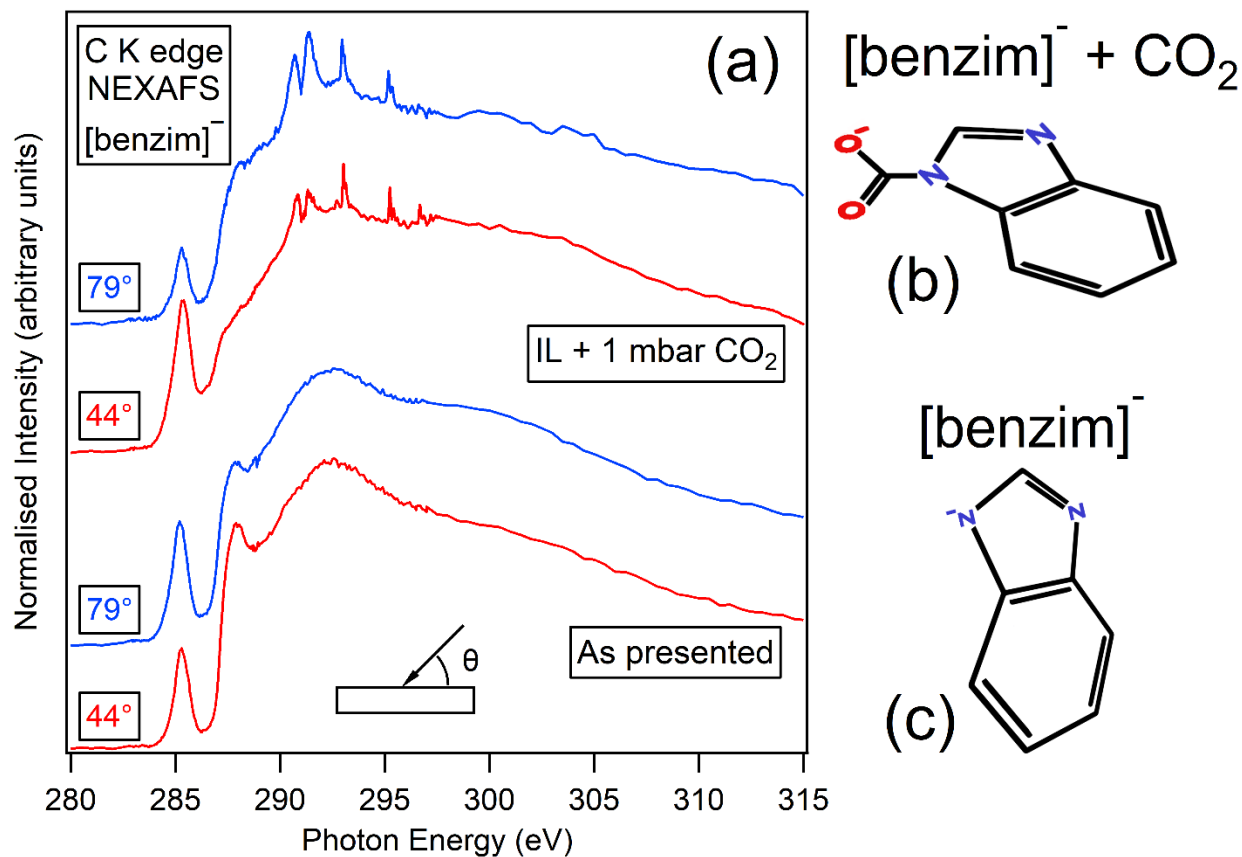 C K edge
NEXAFS
[benzim]⁻
(a)
79°
44°
IL + 1 mbar CO₂
79°
44°
As presented
θ
Normalised Intensity (arbitrary units)
280 285 290 295 300 305 310 315
Photon Energy (eV)
[benzim]⁻ + CO₂
O⁻
O
N
N
(b)
[benzim]⁻
N⁻
N
(c)